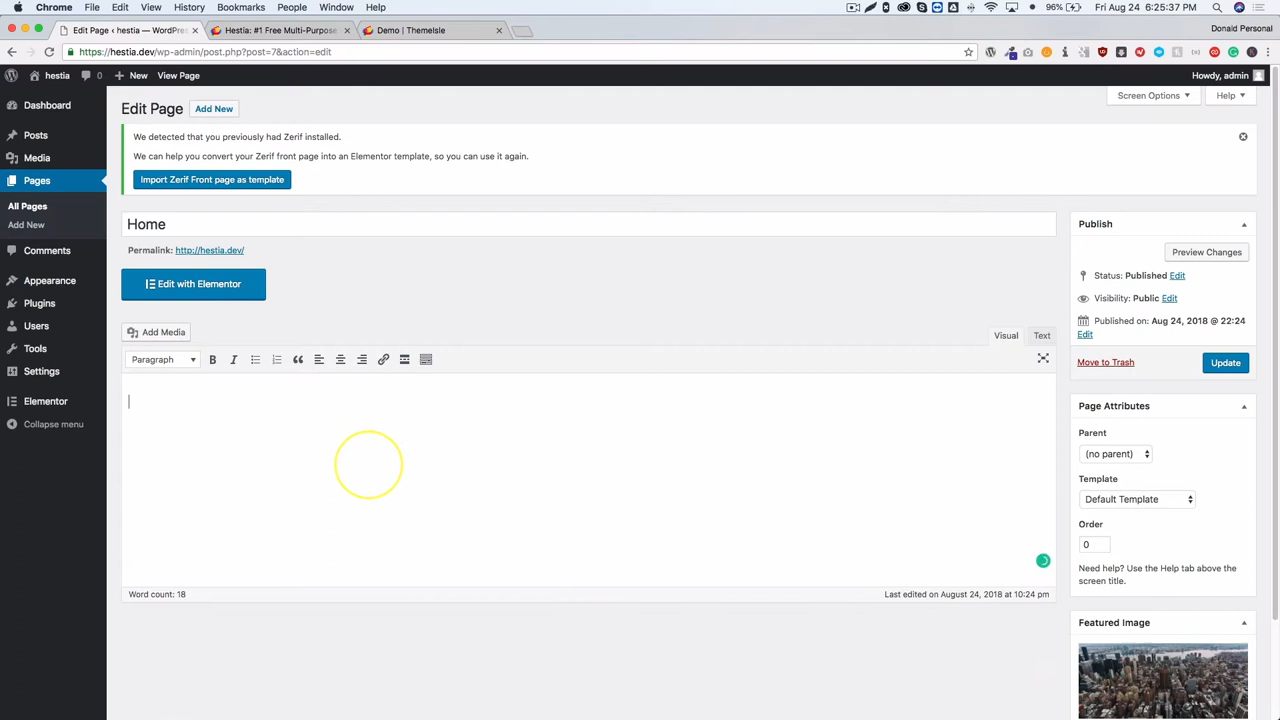 Chrome File Edit View History Bookmarks People Window Help 96% Fri Aug 24 6:25:37 PM
Edit Page ‹ hestia — WordPres × Hestia: #1 Free Multi-Purpose × Demo | ThemeIsle × Donald Personal
https://hestia.dev/wp-admin/post.php?post=7&action=edit
hestia 0 New View Page Howdy, admin
Dashboard
Posts
Media
Pages
All Pages
Add New
Comments
Appearance
Plugins
Users
Tools
Settings
Elementor
Collapse menu
Screen Options Help
Edit Page Add New
We detected that you previously had Zerif installed.
We can help you convert your Zerif front page into an Elementor template, so you can use it again.
Import Zerif Front page as template
Home
Permalink: http://hestia.dev/
Edit with Elementor
Add Media
Visual Text
Paragraph
Word count: 18
Last edited on August 24, 2018 at 10:24 pm
Publish
Preview Changes
Status: Published Edit
Visibility: Public Edit
Published on: Aug 24, 2018 @ 22:24
Edit
Move to Trash Update
Page Attributes
Parent
(no parent)
Template
Default Template
Order
0
Need help? Use the Help tab above the
screen title.
Featured Image